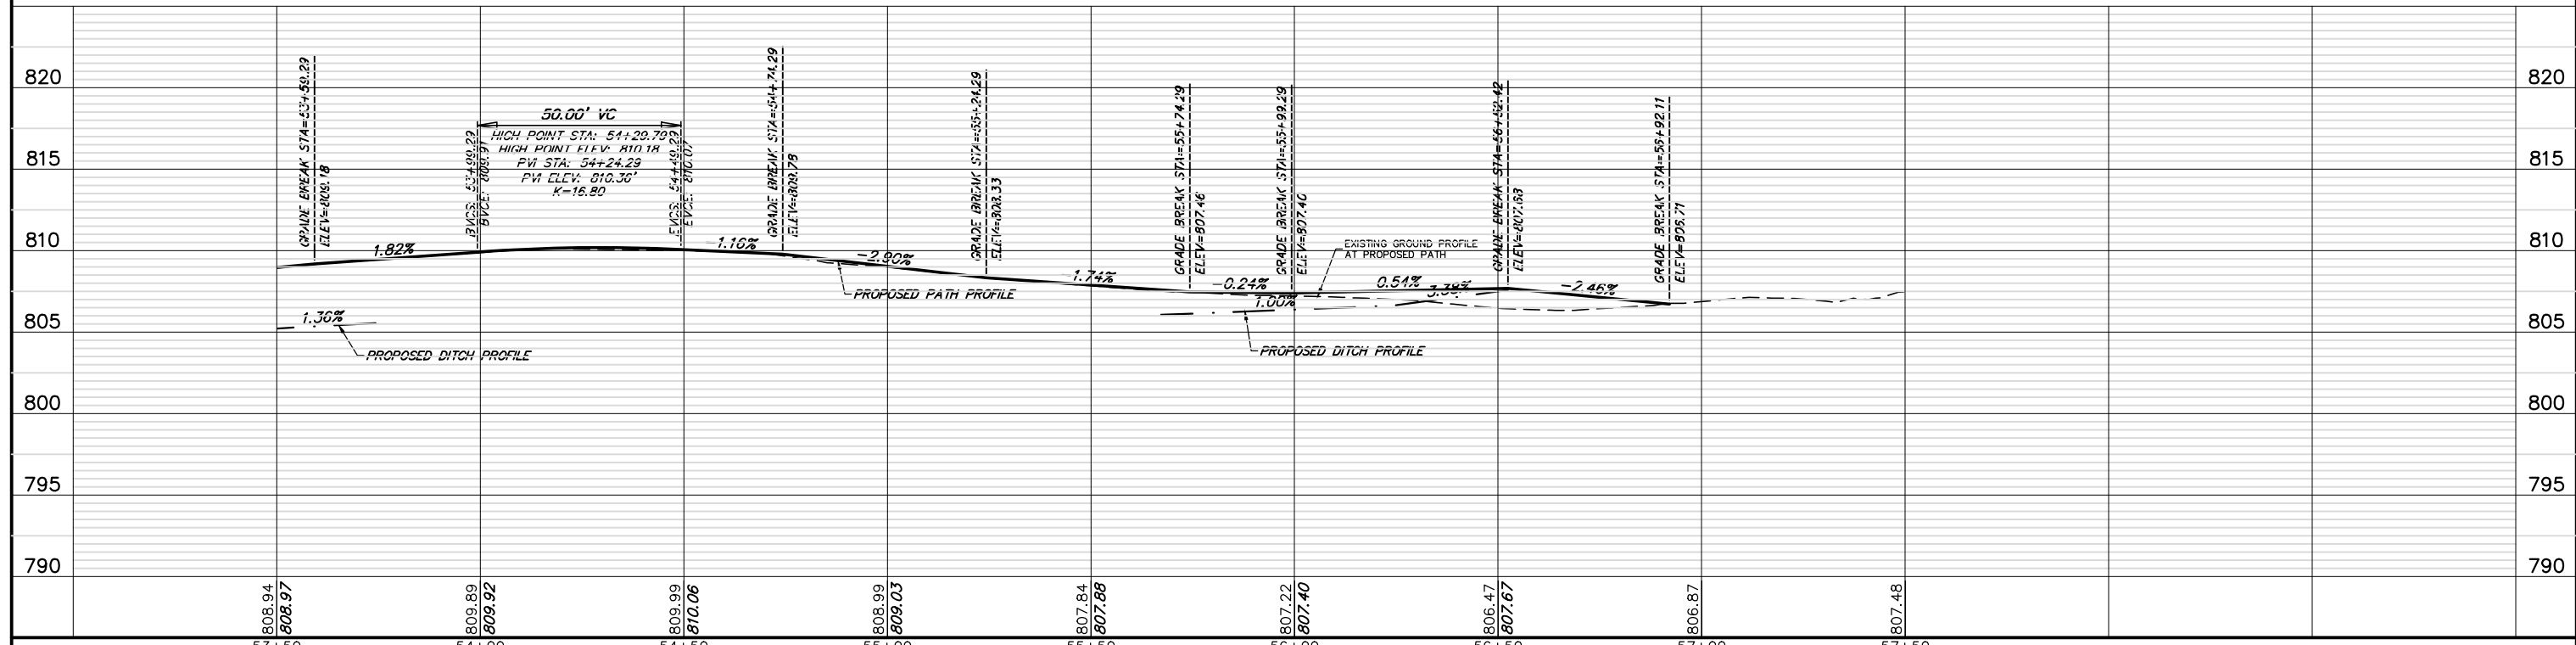 820
815
810
805
800
795
790
GRADE BREAK STA=53+59.29
ELEV=809.18
1.82%
1.36%
PROPOSED DITCH PROFILE
BVCS: 53+99.29
BVCE: 809.91
50.00' VC
HIGH POINT STA: 54+29.79
HIGH POINT ELEV: 810.18
PVI STA: 54+24.29
PVI ELEV: 810.36'
K=16.80
EVCS: 54+49.29
EVCE: 810.07
-1.16%
GRADE BREAK STA=54+74.29
ELEV=809.78
-2.90%
PROPOSED PATH PROFILE
GRADE BREAK STA=55+24.29
ELEV=808.33
-1.74%
GRADE BREAK STA=55+74.29
ELEV=807.46
-0.24%
GRADE BREAK STA=55+99.29
ELEV=807.40
1.00%
PROPOSED DITCH PROFILE
EXISTING GROUND PROFILE
AT PROPOSED PATH
0.54%
3.38%
GRADE BREAK STA=56+52.42
ELEV=807.68
-2.46%
GRADE BREAK STA=56+92.11
ELEV=806.71
820
815
810
805
800
795
790
808.94
808.97
809.89
809.92
809.99
810.06
808.99
809.03
807.84
807.88
807.22
807.40
806.47
807.67
806.87
807.48